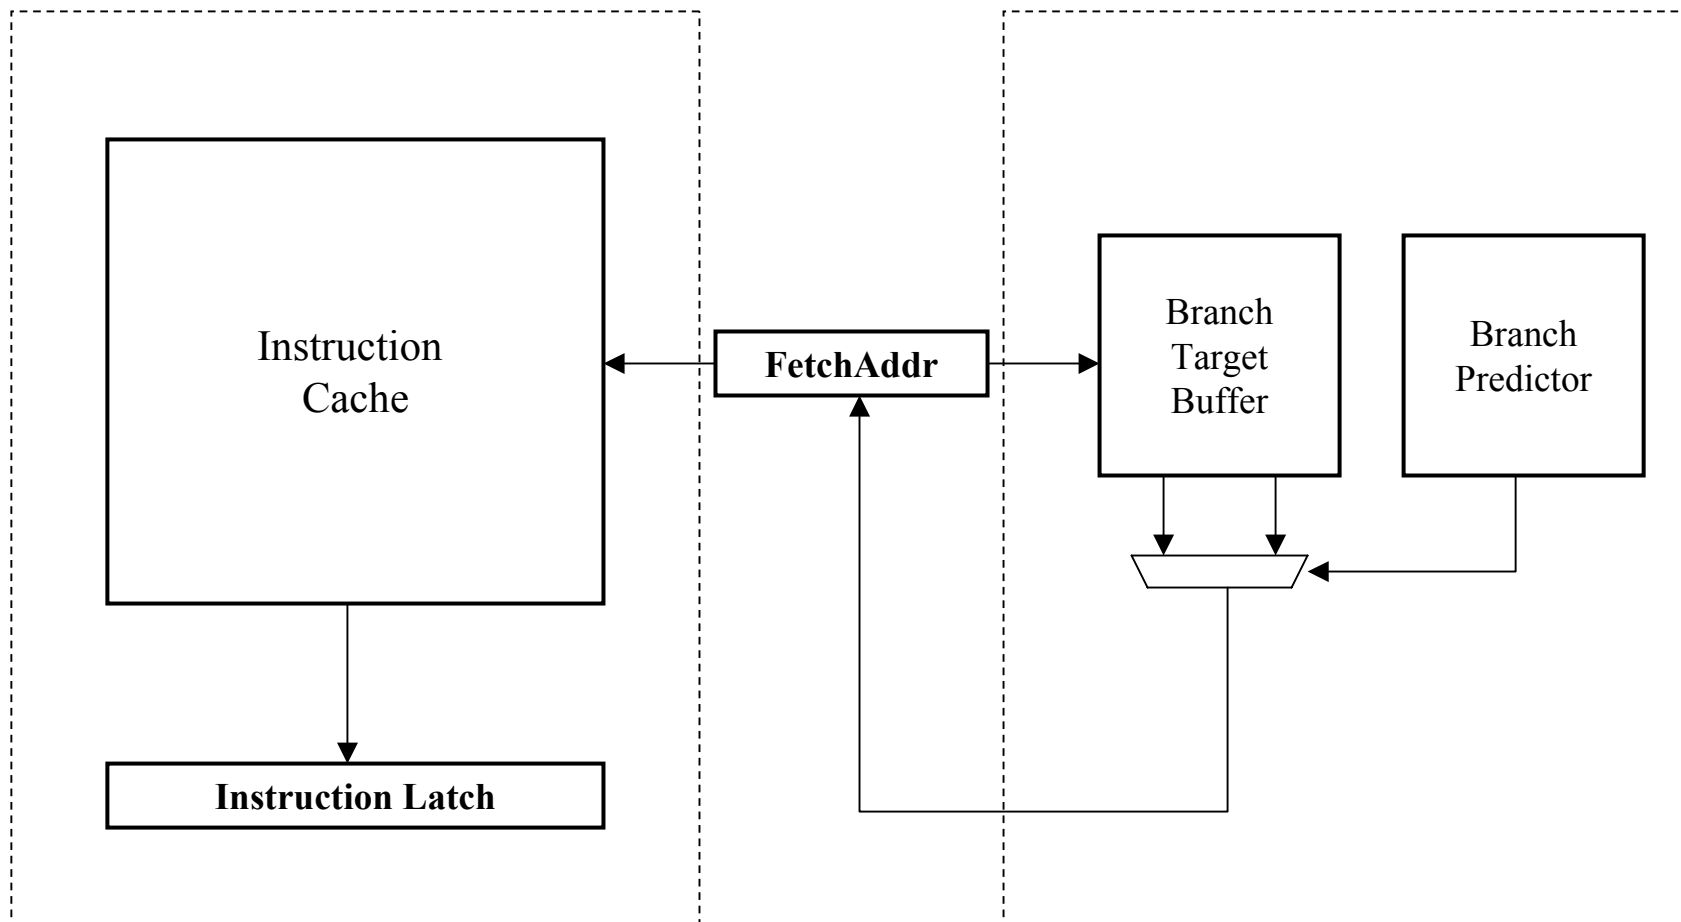 Instruction
Cache
Instruction Latch
FetchAddr
Branch
Target
Buffer
Branch
Predictor